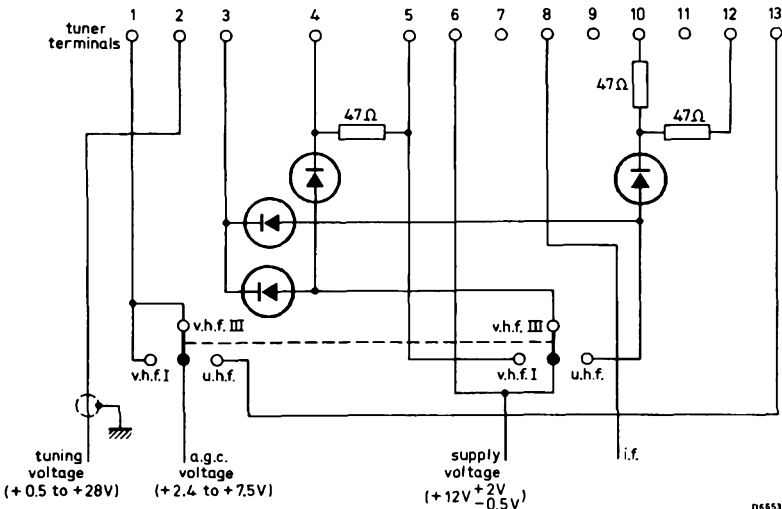 tuner
terminals
1 2 3 4 5 6 7 8 9 10 11 12 13
47Ω
47Ω
47Ω
v.h.f. III
v.h.f. III
v.h.f. I
u.h.f.
v.h.f. I
u.h.f.
tuning
voltage
(+0.5 to +28V)
a.g.c.
voltage
(+2.4 to +7.5V)
supply
voltage
(+12V +2V
-0.5V)
i.f.
D6653